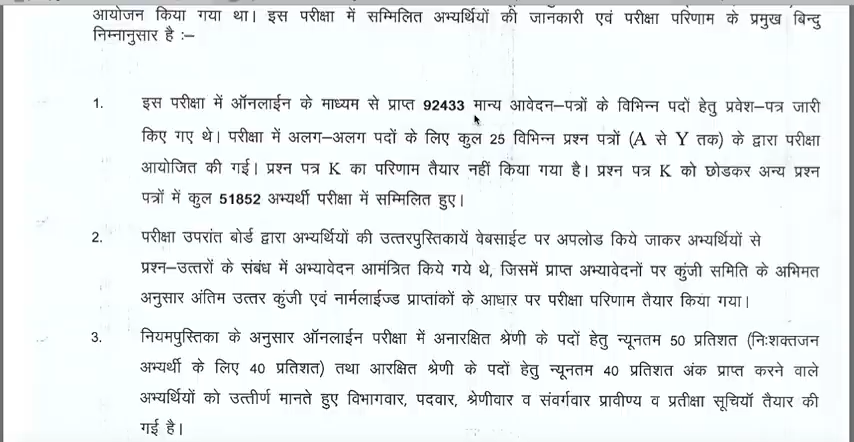 आयोजन किया गया था। इस परीक्षा में सम्मिलित अभ्यर्थियों की जानकारी एवं परीक्षा परिणाम के प्रमुख बिन्दु
निम्नानुसार है :–
1. इस परीक्षा में ऑनलाईन के माध्यम से प्राप्त 92433 मान्य आवेदन–पत्रों के विभिन्न पदों हेतु प्रवेश–पत्र जारी
किए गए थे। परीक्षा में अलग–अलग पदों के लिए कुल 25 विभिन्न प्रश्न पत्रों (A से Y तक) के द्वारा परीक्षा
आयोजित की गई। प्रश्न पत्र K का परिणाम तैयार नहीं किया गया है। प्रश्न पत्र K को छोडकर अन्य प्रश्न
पत्रों में कुल 51852 अभ्यर्थी परीक्षा में सम्मिलित हुए।
2. परीक्षा उपरांत बोर्ड द्वारा अभ्यर्थियों की उत्तरपुस्तिकायें वेबसाईट पर अपलोड किये जाकर अभ्यर्थियों से
प्रश्न–उत्तरों के संबंध में अभ्यावेदन आमंत्रित किये गये थे, जिसमें प्राप्त अभ्यावेदनों पर कुंजी समिति के अभिमत
अनुसार अंतिम उत्तर कुंजी एवं नार्मलाईज्ड प्राप्तांकों के आधार पर परीक्षा परिणाम तैयार किया गया।
3. नियमपुस्तिका के अनुसार ऑनलाईन परीक्षा में अनारक्षित श्रेणी के पदों हेतु न्यूनतम 50 प्रतिशत (निःशक्तजन
अभ्यर्थी के लिए 40 प्रतिशत) तथा आरक्षित श्रेणी के पदों हेतु न्यूनतम 40 प्रतिशत अंक प्राप्त करने वाले
अभ्यर्थियों को उत्तीर्ण मानते हुए विभागवार, पदवार, श्रेणीवार व संवर्गवार प्रावीण्य व प्रतीक्षा सूचियॉ तैयार की
गई है।